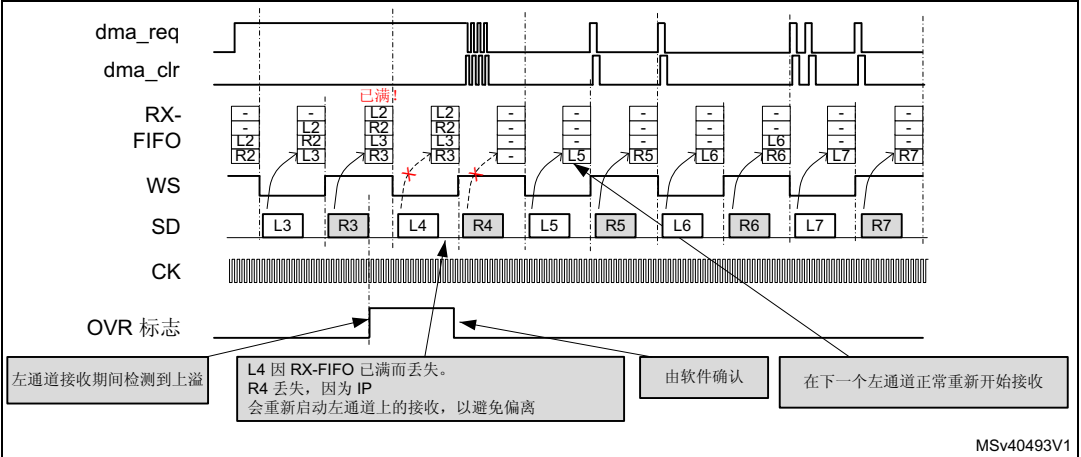 dma_req
dma_clr
已满!
RX-
FIFO
- - L2 L2 - - - - - - -
- L2 R2 R2 - - - - - - -
L2 R2 L3 L3 - - - - L6 - -
R2 L3 R3 R3 - L5 R5 L6 R6 L7 R7
WS
SD
L3 R3 L4 R4 L5 R5 L6 R6 L7 R7
CK
OVR 标志
左通道接收期间检测到上溢
L4 因 RX-FIFO 已满而丢失。
R4 丢失，因为 IP
会重新启动左通道上的接收，以避免偏离
由软件确认
在下一个左通道正常重新开始接收
MSv40493V1